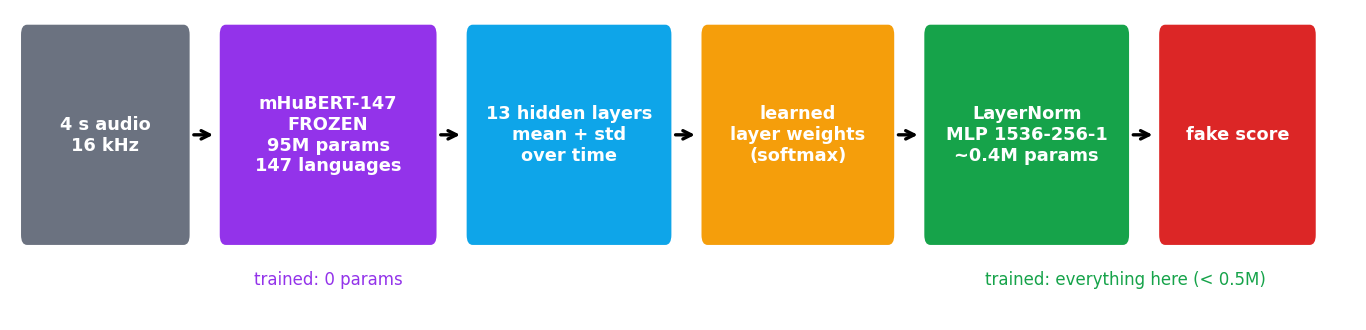 4 s audio
16 kHz
mHuBERT-147
FROZEN
95M params
147 languages
13 hidden layers
mean + std
over time
learned
layer weights
(softmax)
LayerNorm
MLP 1536-256-1
~0.4M params
fake score
trained: 0 params
trained: everything here (< 0.5M)